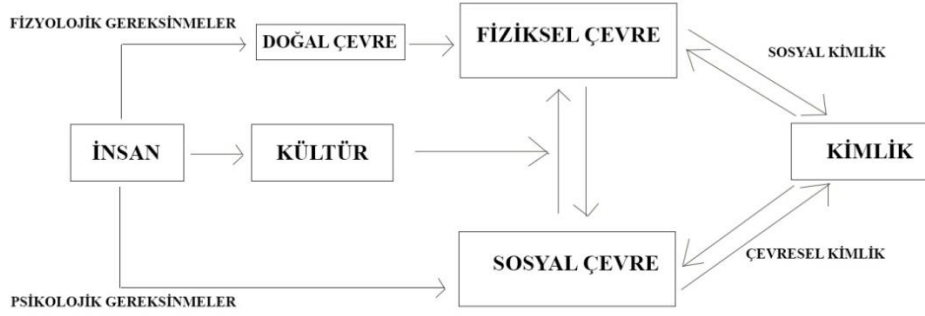 FİZYOLOJİK GEREKSİNMELER
DOĞAL ÇEVRE
FİZİKSEL ÇEVRE
SOSYAL KİMLİK
İNSAN
KÜLTÜR
KİMLİK
SOSYAL ÇEVRE
ÇEVRESEL KİMLİK
PSİKOLOJİK GEREKSİNMELER